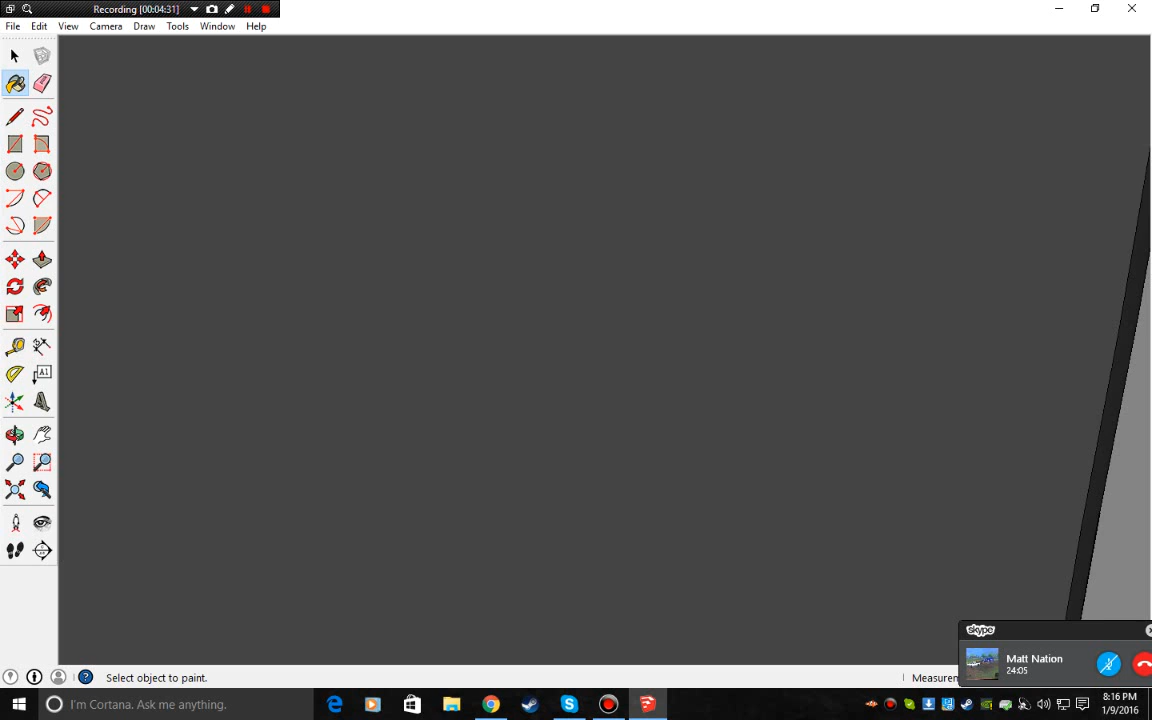 Recording [00:04:31]
File Edit View Camera Draw Tools Window Help
A1
skype
Matt Nation
24:05
Select object to paint.
Measurem
I'm Cortana. Ask me anything.
8:16 PM
1/9/2016